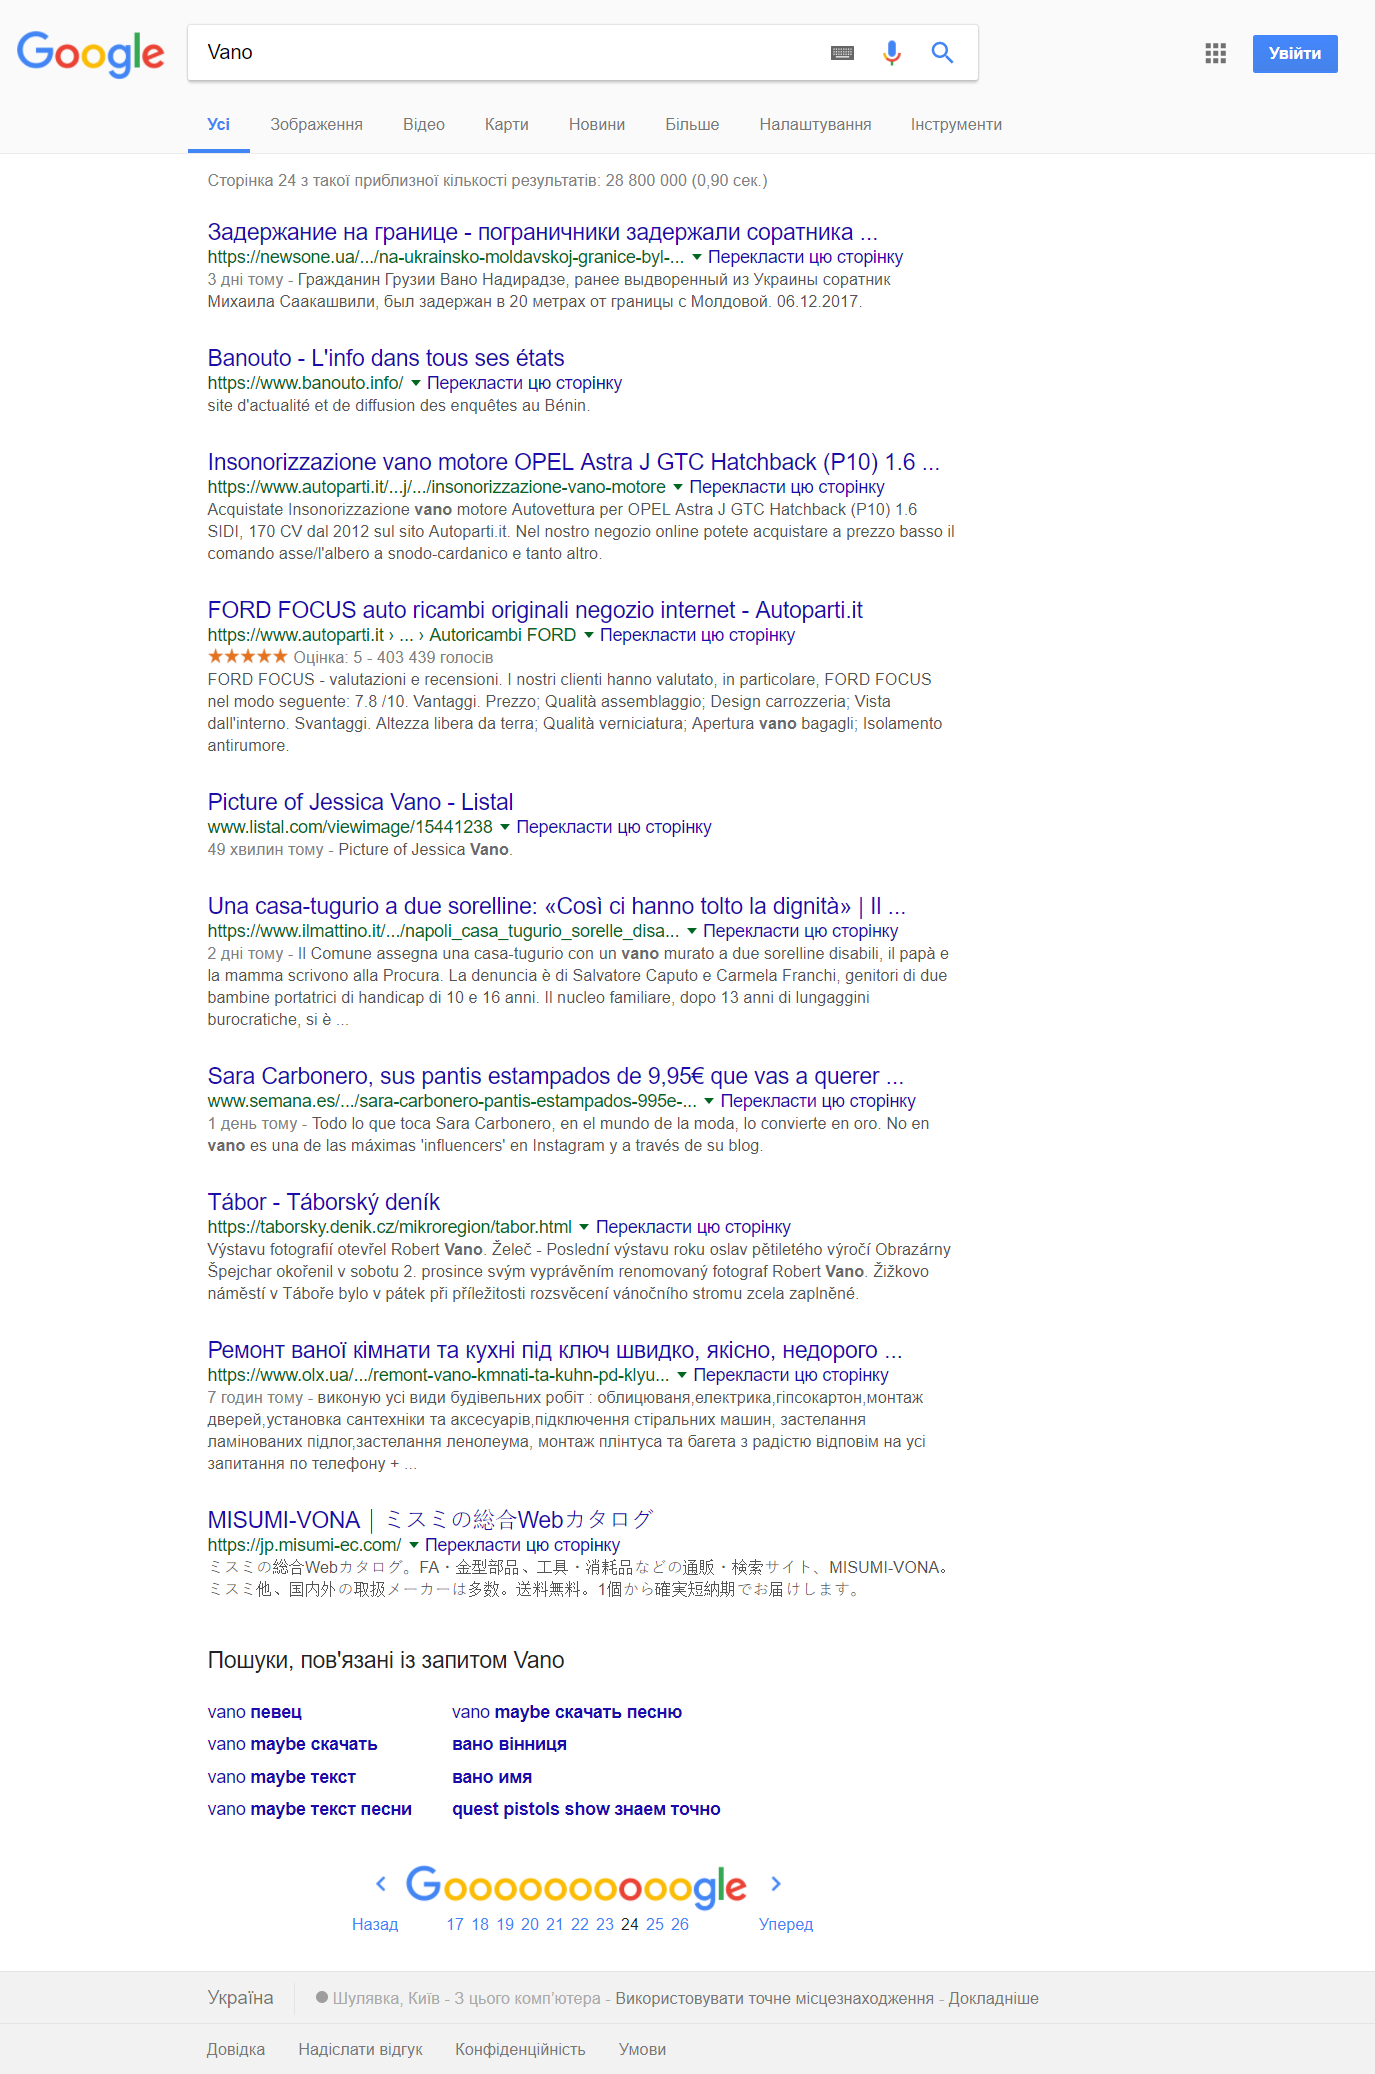 Google
Vano
Увійти
Усі Зображення Відео Карти Новини Більше Налаштування Інструменти
Сторінка 24 з такої приблизної кількості результатів: 28 800 000 (0,90 сек.)
Задержание на границе - пограничники задержали соратника ...
https://newsone.ua/.../na-ukrainsko-moldavskoj-granice-byl-... Перекласти цю сторінку
3 дні тому - Гражданин Грузии Вано Надирадзе, ранее выдворенный из Украины соратник
Михаила Саакашвили, был задержан в 20 метрах от границы с Молдовой. 06.12.2017.
Banouto - L'info dans tous ses états
https://www.banouto.info/ Перекласти цю сторінку
site d'actualité et de diffusion des enquêtes au Bénin.
Insonorizzazione vano motore OPEL Astra J GTC Hatchback (P10) 1.6 ...
https://www.autoparti.it/...j/.../insonorizzazione-vano-motore Перекласти цю сторінку
Acquistate Insonorizzazione vano motore Autovettura per OPEL Astra J GTC Hatchback (P10) 1.6
SIDI, 170 CV dal 2012 sul sito Autoparti.it. Nel nostro negozio online potete acquistare a prezzo basso il
comando asse/l'albero a snodo-cardanico e tanto altro.
FORD FOCUS auto ricambi originali negozio internet - Autoparti.it
https://www.autoparti.it › ... › Autoricambi FORD Перекласти цю сторінку
Оцінка: 5 - 403 439 голосів
FORD FOCUS - valutazioni e recensioni. I nostri clienti hanno valutato, in particolare, FORD FOCUS
nel modo seguente: 7.8 /10. Vantaggi. Prezzo; Qualità assemblaggio; Design carrozzeria; Vista
dall'interno. Svantaggi. Altezza libera da terra; Qualità verniciatura; Apertura vano bagagli; Isolamento
antirumore.
Picture of Jessica Vano - Listal
www.listal.com/viewimage/15441238 Перекласти цю сторінку
49 хвилин тому - Picture of Jessica Vano.
Una casa-tugurio a due sorelline: «Così ci hanno tolto la dignità» | Il ...
https://www.ilmattino.it/.../napoli_casa_tugurio_sorelle_disa... Перекласти цю сторінку
2 дні тому - Il Comune assegna una casa-tugurio con un vano murato a due sorelline disabili, il papà e
la mamma scrivono alla Procura. La denuncia è di Salvatore Caputo e Carmela Franchi, genitori di due
bambine portatrici di handicap di 10 e 16 anni. Il nucleo familiare, dopo 13 anni di lungaggini
burocratiche, si è ...
Sara Carbonero, sus pantis estampados de 9,95€ que vas a querer ...
www.semana.es/.../sara-carbonero-pantis-estampados-995e-... Перекласти цю сторінку
1 день тому - Todo lo que toca Sara Carbonero, en el mundo de la moda, lo convierte en oro. No en
vano es una de las máximas 'influencers' en Instagram y a través de su blog.
Tábor - Táborský deník
https://taborsky.denik.cz/mikroregion/tabor.html Перекласти цю сторінку
Výstavu fotografií otevřel Robert Vano. Želeč - Poslední výstavu roku oslav pětiletého výročí Obrazárny
Špejchar okořenil v sobotu 2. prosince svým vyprávěním renomovaný fotograf Robert Vano. Žižkovo
náměstí v Táboře bylo v pátek při příležitosti rozsvěcení vánočního stromu zcela zaplněné.
Ремонт ваної кімнати та кухні під ключ швидко, якісно, недорого ...
https://www.olx.ua/.../remont-vano-kmnati-ta-kuhn-pd-klyu... Перекласти цю сторінку
7 годин тому - виконую усі види будівельних робіт : облицюваня,електрика,гіпсокартон,монтаж
дверей,установка сантехніки та аксесуарів,підключення стіральних машин, застелання
ламінованих підлог,застелання ленолеума, монтаж плінтуса та багета з радістю відповім на усі
запитання по телефону + ...
MISUMI-VONA｜ミスミの総合Webカタログ
https://jp.misumi-ec.com/ Перекласти цю сторінку
ミスミの総合Webカタログ。FA・金型部品、工具・消耗品などの通販・検索サイト、MISUMI-VONA。
ミスミ他、国内外の取扱メーカーは多数。送料無料。1個から確実短納期でお届けします。
Пошуки, пов'язані із запитом Vano
vano певец vano maybe скачать песню
vano maybe скачать вано вінниця
vano maybe текст вано имя
vano maybe текст песни quest pistols show знаем точно
Goooooooooogle
Назад 17 18 19 20 21 22 23 24 25 26 Уперед
Україна Шулявка, Київ - З цього комп'ютера - Використовувати точне місцезнаходження - Докладніше
Довідка Надіслати відгук Конфіденційність Умови